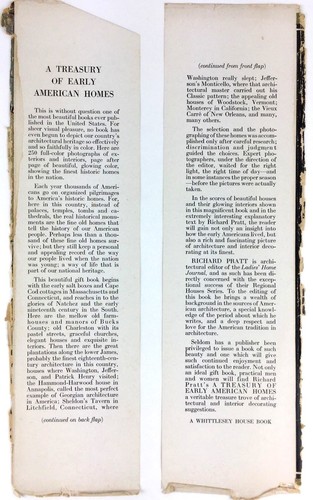 A TREASURY
OF EARLY
AMERICAN HOMES
This is without question one of
the most beautiful books ever pub-
lished in the United States. For
sheer visual pleasure, no book has
even begun to depict our country's
architectural heritage so effectively
and so faithfully in color. Here are
204 full-color photographs of ex-
teriors and interiors, page after
page of beautiful, glowing color,
showing the finest historic homes
in the nation.
Each year thousands of Ameri-
cans go on organized pilgrimages
to America's historic homes. For,
here in this country, instead of
palaces, temples, tombs and ca-
thedrals, the real historical monu-
ments are the fine old homes that
tell the history of our American
people. Perhaps less than a thou-
sand of these fine old homes sur-
vive; but they still keep a personal
and appealing record of the way
our people lived when the nation
was young; a way of life that is
part of our national heritage.
This beautiful gift book begins
with the early salt boxes and Cape
Cod cottages in Massachusetts and
Connecticut, and reaches in to the
glories of Natchez and the early
nineteenth century of the South.
Here are the mellow old farm-
houses and manors of Bucks
County; old Charleston with its
pastel streets, graceful churches,
elegant houses and exquisite in-
teriors. Then there are the great
plantations along the lower James,
probably the finest eighteenth-cen-
tury architecture in this country,
homes where Washington, Jeffer-
son, and Patrick Henry visited;
the Hammond-Harwood house in
Annapolis, called the most perfect
example of Georgian architecture
in America; Sheldon's Tavern in
Litchfield, Connecticut, where
(continued on back flap)
(continued from front flap)
Washington really slept; Jeffer-
son's Monticello, where that archi-
tectural master carried out his
Classic pattern; the appealing old
houses of Woodstock, Vermont;
Monterey in California; the Vieux
Carré of New Orleans, and many,
many others.
The selection and the photog-
raphing of these homes was accom-
plished only after careful research;
discrimination and judgment
guided the choices. Expert pho-
tographers, under the direction of
the editor, waited for the right
light, the right time of day—and
in some instances the proper season
—before the pictures were actually
taken.
In the scores of beautiful houses
and their glowing interiors shown
in this magnificent book and in the
extremely interesting explanatory
text by Richard Pratt, the reader
will gain not only an insight into
how the early Americans lived, but
also a rich and fascinating picture
of architecture and interior deco-
rating at its finest.
RICHARD PRATT is architec-
tural editor of the Ladies' Home
Journal, and as such has been di-
rectly concerned with the excep-
tional success of their Regional
Houses Series. To the editing of
this book he brings a wealth of
background in the sources of Amer-
ican architecture, a special knowl-
edge of the period about which he
writes, and a deep respect and
love for the American tradition in
architecture.
Seldom has a publisher been
privileged to issue a book of such
beauty and one which will give
such continued enjoyment and
satisfaction to the reader. Not only
an ideal gift book, practical men
and women will find Richard
Pratt's A TREASURY OF
EARLY AMERICAN HOMES
a veritable treasure trove of archi-
tectural and interior decorating
suggestions.
A WHITTLESEY HOUSE BOOK